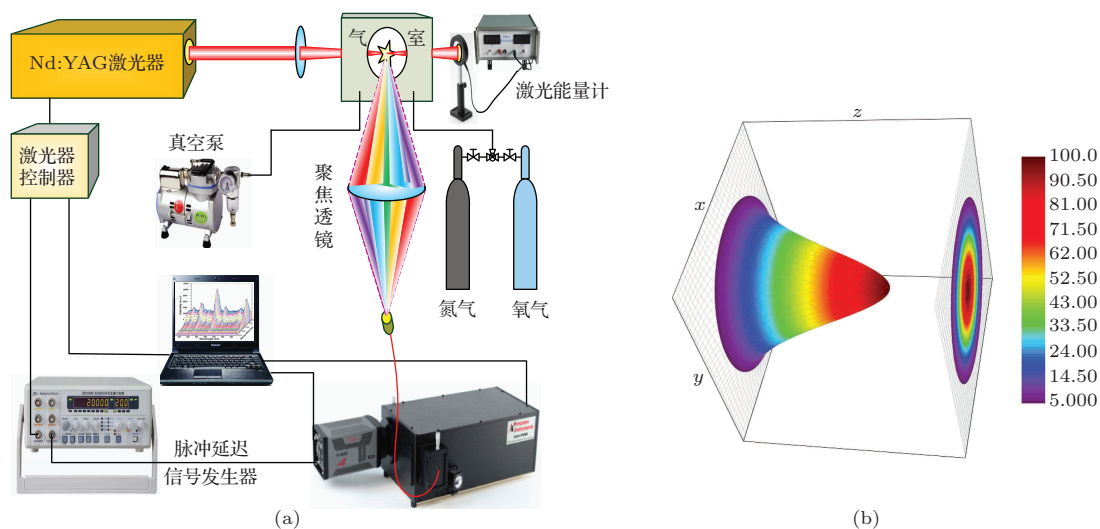 Nd:YAG激光器
气 室
激光能量计
激光器
控制器
真空泵
聚焦透镜
氮气
氧气
脉冲延迟
信号发生器
(a)
z
x
y
100.0
90.50
81.00
71.50
62.00
52.50
43.00
33.50
24.00
14.50
5.000
(b)